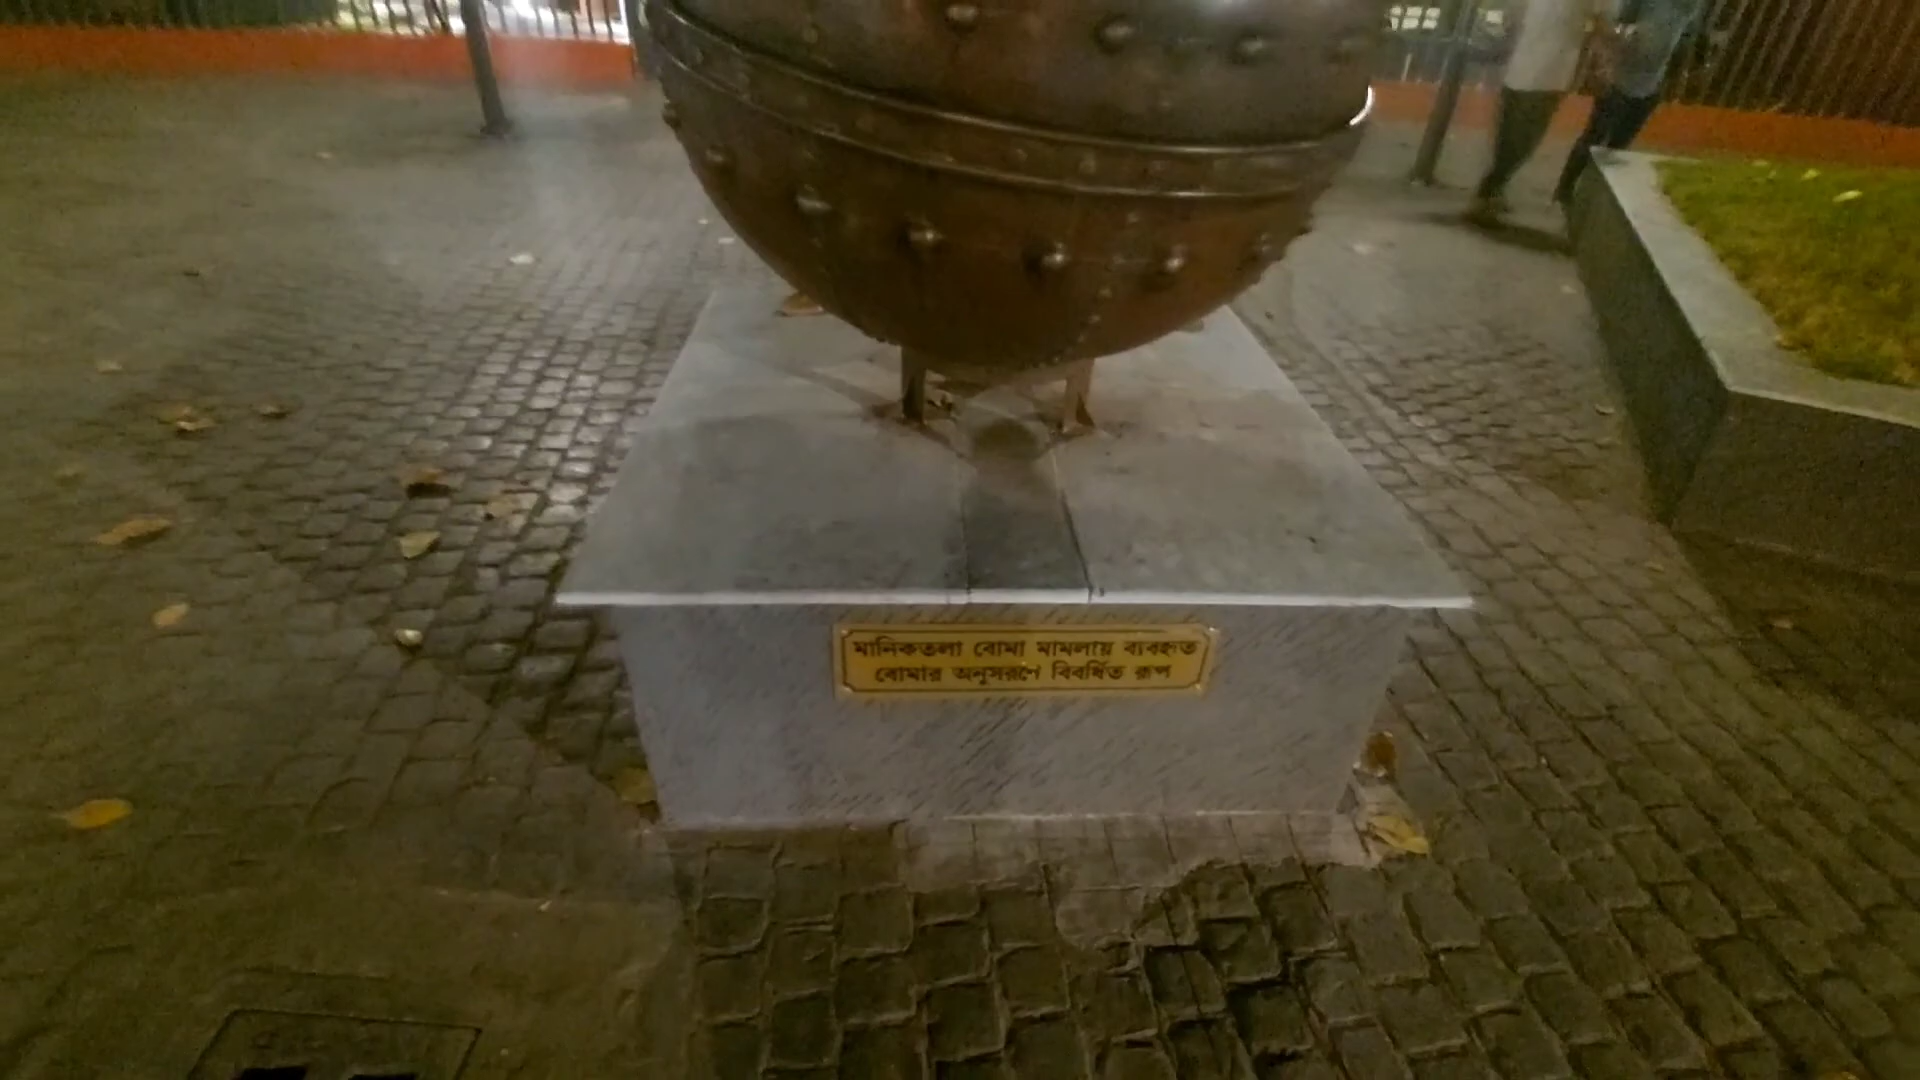 মানিকতলা বোমা মামলায় ব্যবহৃত
বোমার অনুসরণে বিবর্ধিত রূপ